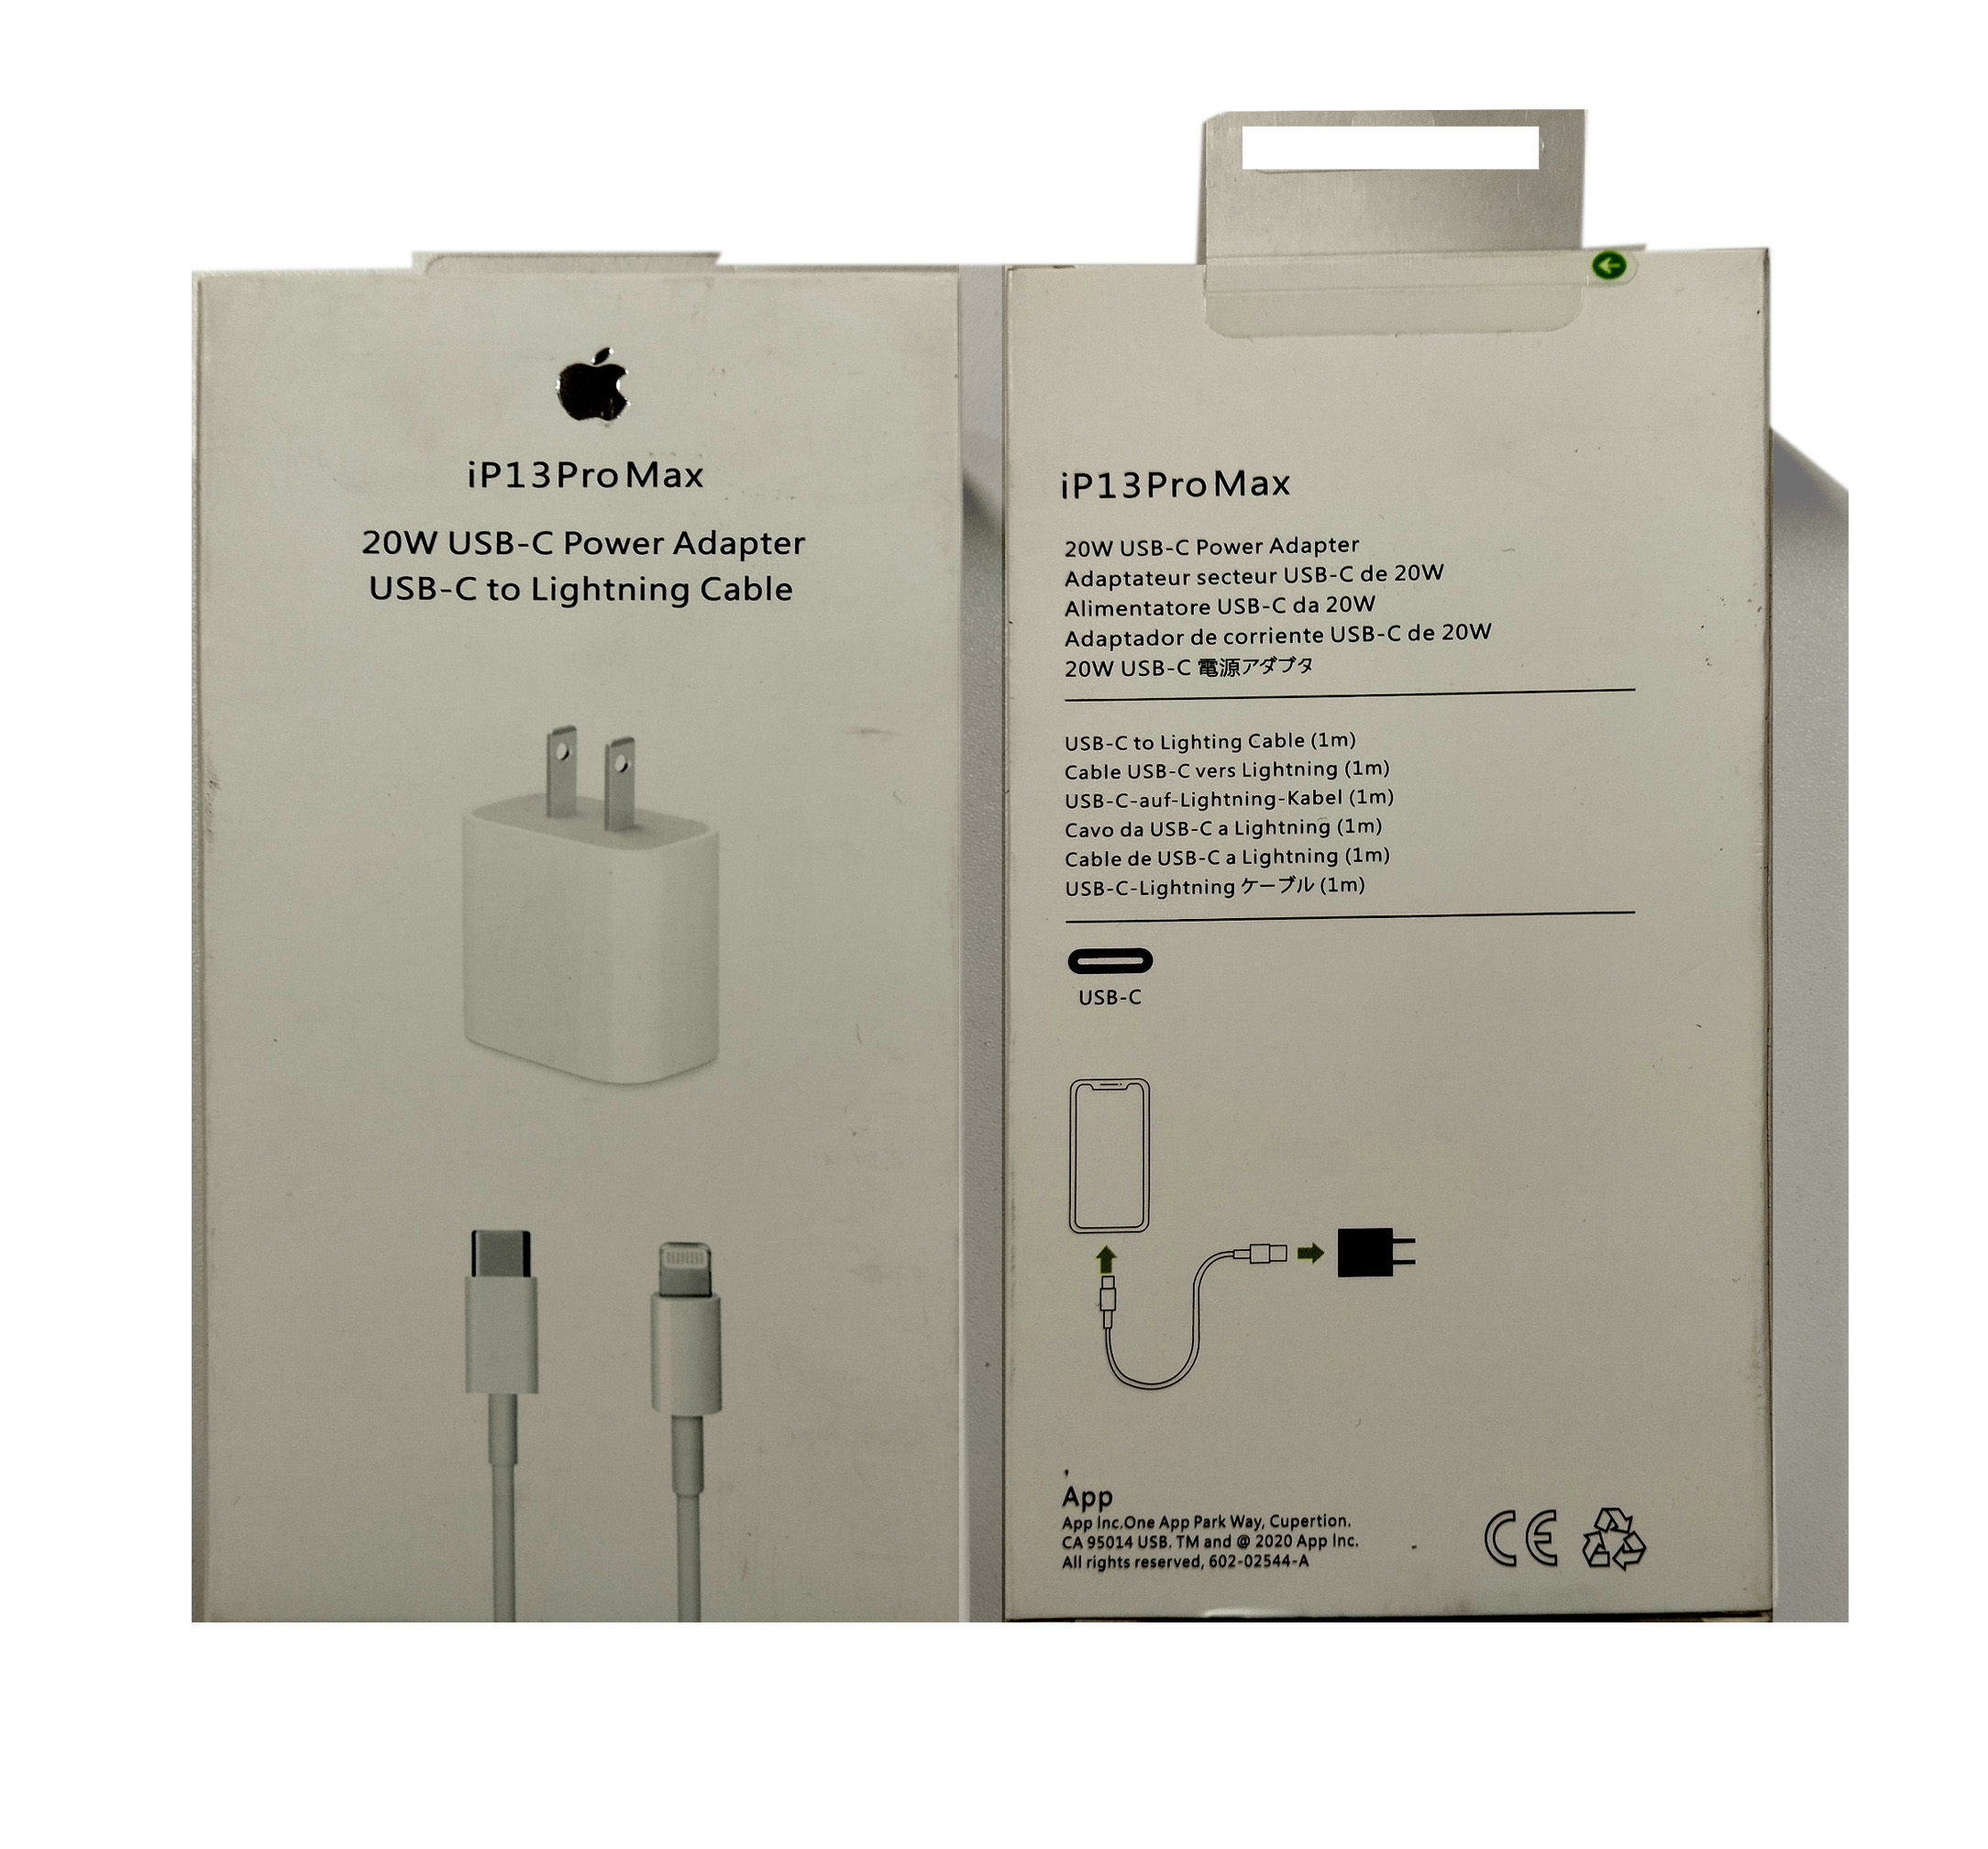 iP13Pro Max
20W USB-C Power Adapter
USB-C to Lightning Cable
iP13Pro Max
20W USB-C Power Adapter
Adaptateur secteur USB-C de 20W
Alimentatore USB-C da 20W
Adaptador de corriente USB-C de 20W
20W USB-C 電源アダプタ
USB-C to Lighting Cable (1m)
Cable USB-C vers Lightning (1m)
USB-C-auf-Lightning-Kabel (1m)
Cavo da USB-C a Lightning (1m)
Cable de USB-C a Lightning (1m)
USB-C-Lightning ケーブル (1m)
USB-C
App
App Inc.One App Park Way, Cupertion.
CA 95014 USB. TM and @ 2020 App Inc.
All rights reserved, 602-02544-A
CE